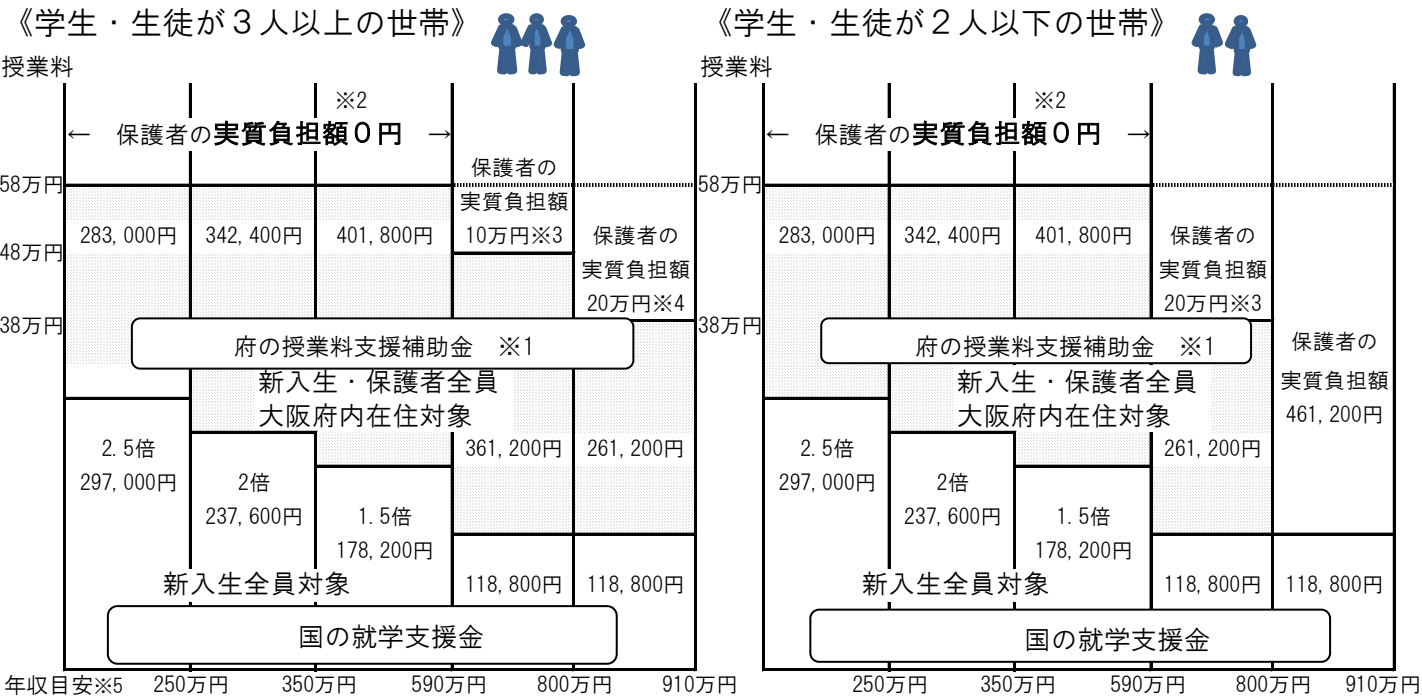 《学生・生徒が３人以上の世帯》
授業料
※2
← 保護者の実質負担額０円 →
58万円
48万円
38万円
283,000円
342,400円
401,800円
保護者の
実質負担額
10万円※3
保護者の
実質負担額
20万円※4
府の授業料支援補助金 ※1
新入生・保護者全員
大阪府内在住対象
2.5倍
297,000円
2倍
237,600円
1.5倍
178,200円
361,200円
261,200円
118,800円
118,800円
新入生全員対象
国の就学支援金
年収目安※5
250万円
350万円
590万円
800万円
910万円
《学生・生徒が２人以下の世帯》
授業料
※2
← 保護者の実質負担額０円 →
58万円
38万円
283,000円
342,400円
401,800円
保護者の
実質負担額
20万円※3
保護者の
実質負担額
461,200円
府の授業料支援補助金 ※1
新入生・保護者全員
大阪府内在住対象
2.5倍
297,000円
2倍
237,600円
1.5倍
178,200円
261,200円
118,800円
118,800円
新入生全員対象
国の就学支援金
250万円
350万円
590万円
800万円
910万円